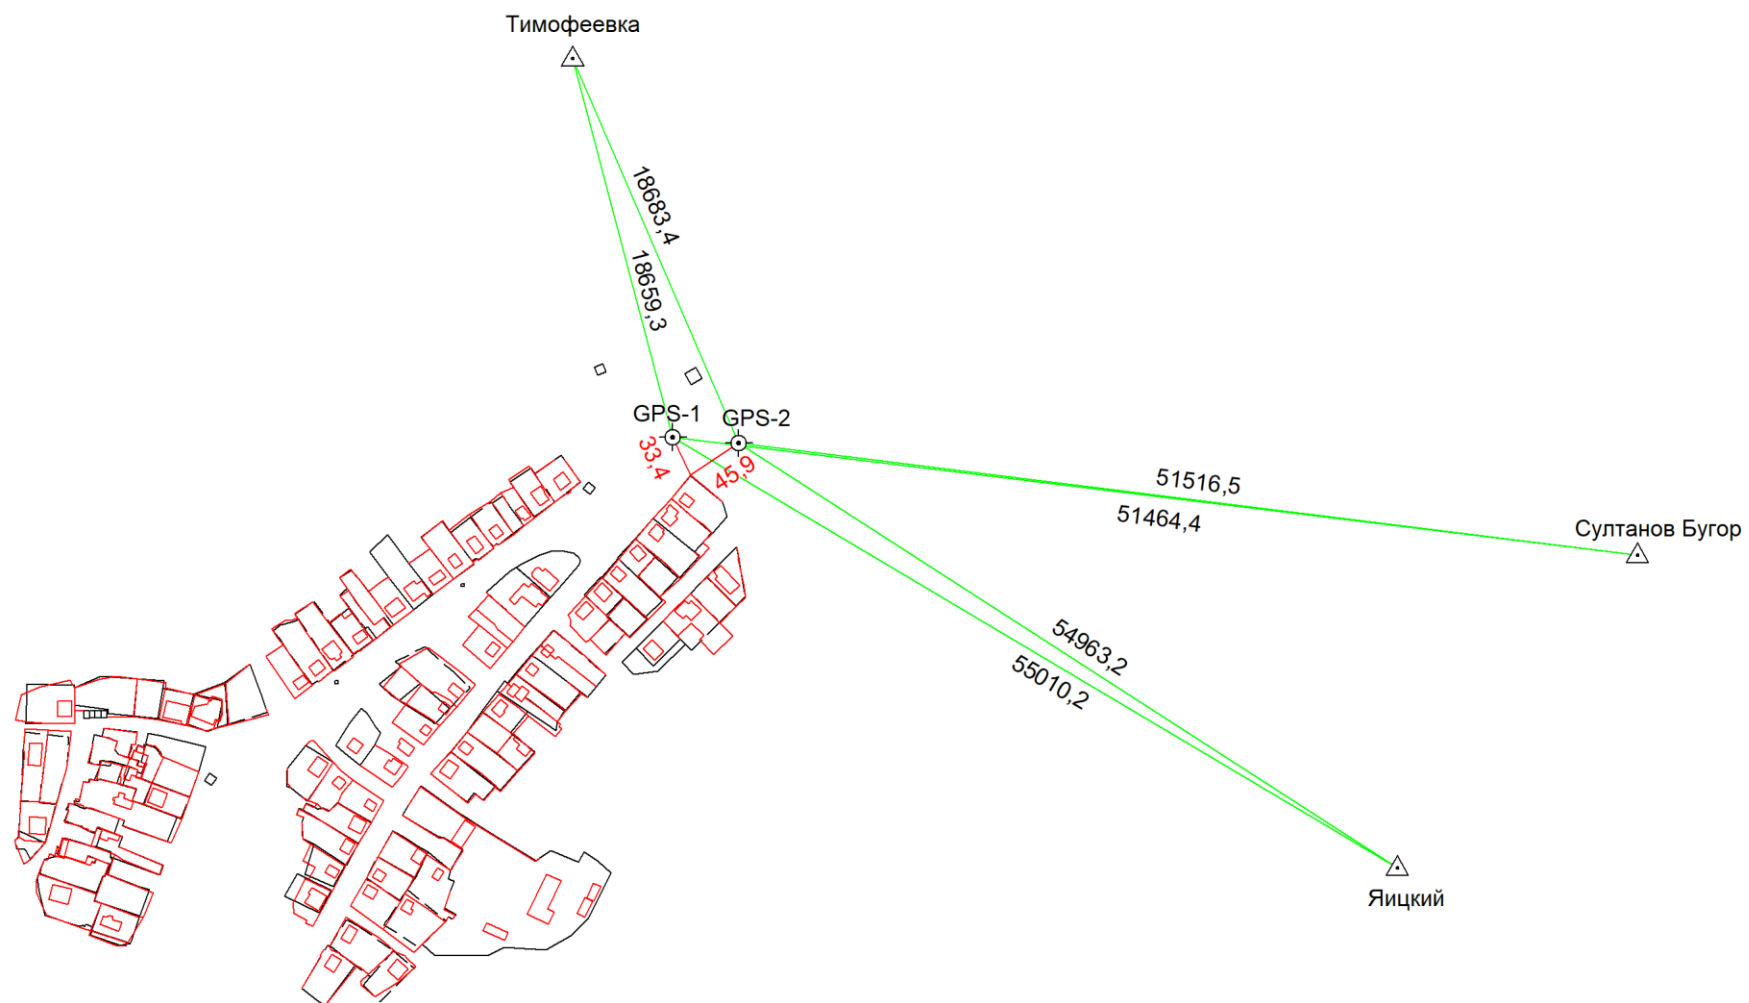 Тимофеевка
18683,4
18659,3
GPS-1
GPS-2
33,4
45,9
51516,5
51464,4
Султанов Бугор
54963,2
55010,2
Яицкий